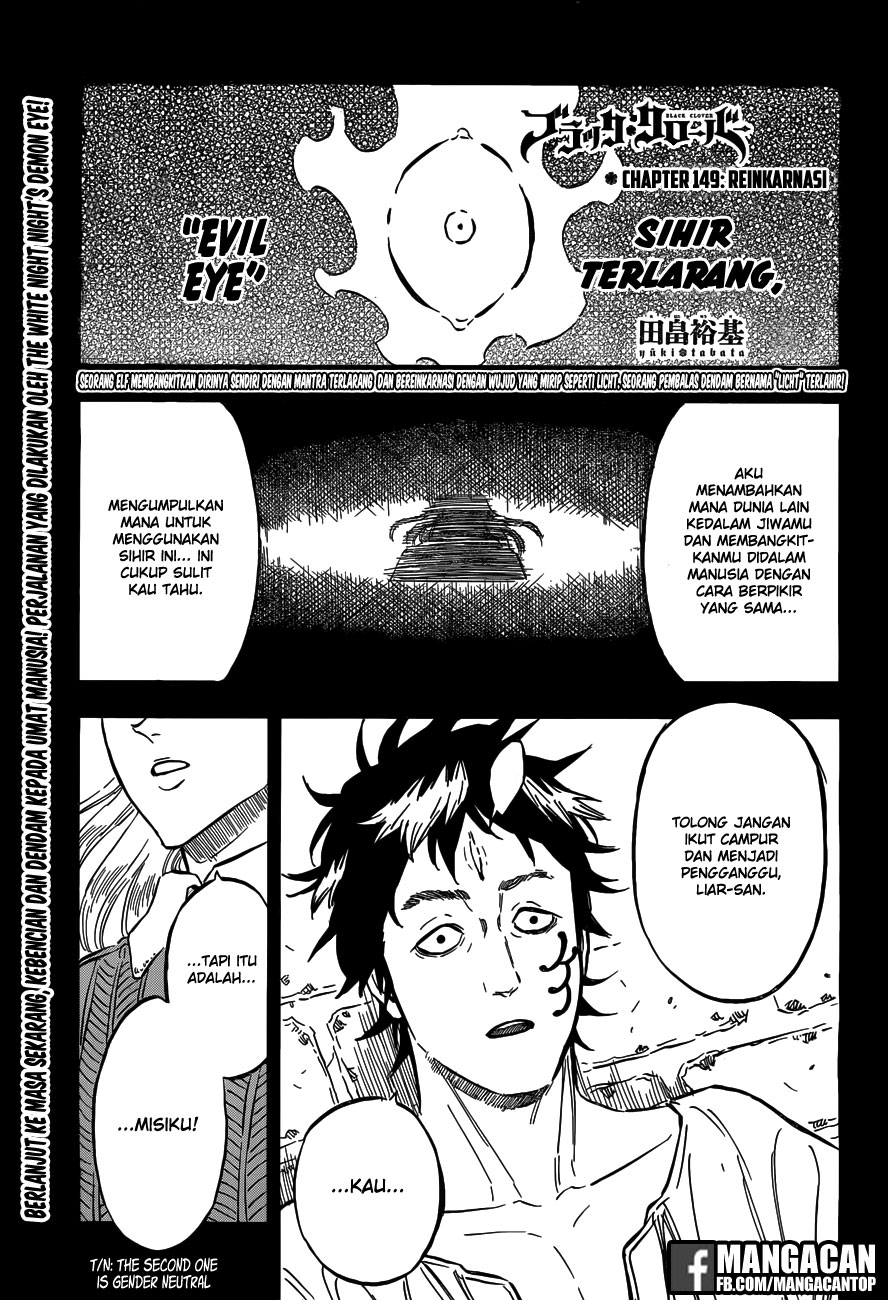 ブラック・クローバー
BLACK CLOVER
CHAPTER 149: REINKARNASI
SIHIR
TERLARANG,
"EVIL
EYE"
田畠裕基
yūki tabata
SEORANG ELF MEMBANGKITKAN DIRINYA SENDIRI DENGAN MANTRA TERLARANG DAN BEREINKARNASI DENGAN WUJUD YANG MIRIP SEPERTI LICHT, SEORANG PEMBALAS DENDAM BERNAMA "LICHT" TERLAHIR!
BERLANJUT KE MASA SEKARANG, KEBENCIAN DAN DENDAM KEPADA UMAT MANUSIA! PERJALANAN YANG DILAKUKAN OLEH THE WHITE NIGHT NIGHT'S DEMON EYE!
AKU
MENAMBAHKAN
MANA DUNIA LAIN
KEDALAM JIWAMU
DAN MEMBANGKIT-
KANMU DIDALAM
MANUSIA DENGAN
CARA BERPIKIR
YANG SAMA...
MENGUMPULKAN
MANA UNTUK
MENGGUNAKAN
SIHIR INI... INI
CUKUP SULIT
KAU TAHU.
TOLONG JANGAN
IKUT CAMPUR
DAN MENJADI
PENGGANGGU,
LIAR-SAN.
...KAU...
...TAPI ITU
ADALAH...
...MISIKU!
T/N: THE SECOND ONE
IS GENDER NEUTRAL
f MANGACAN
FB.COM/MANGACANTOP